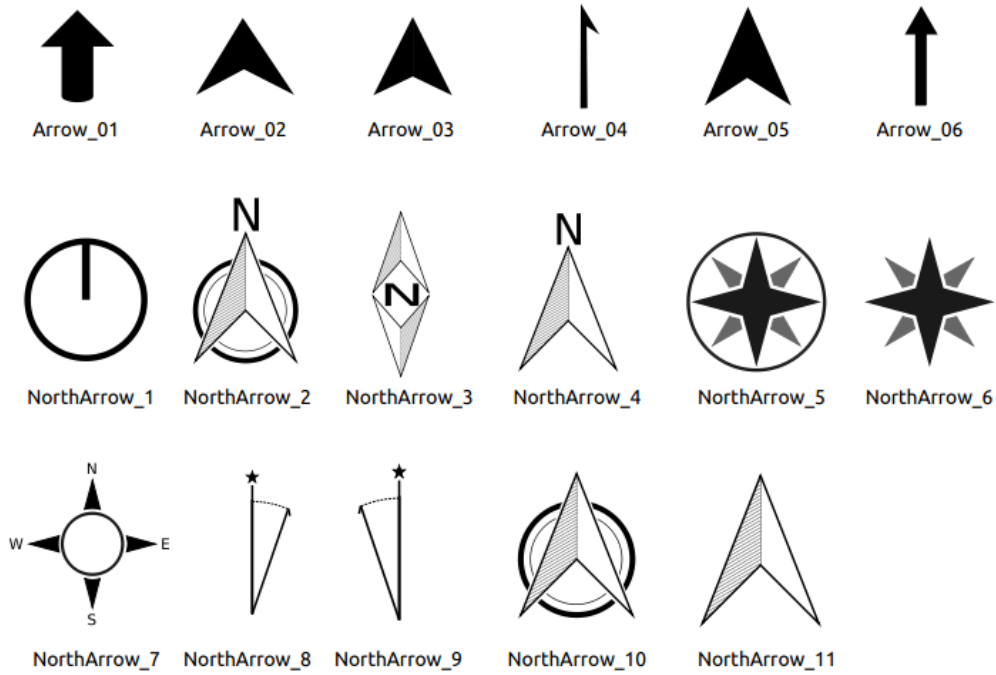 Arrow_01 Arrow_02 Arrow_03 Arrow_04 Arrow_05 Arrow_06
N N N
NorthArrow_1 NorthArrow_2 NorthArrow_3 NorthArrow_4 NorthArrow_5 NorthArrow_6
N
W E
S
NorthArrow_7 NorthArrow_8 NorthArrow_9 NorthArrow_10 NorthArrow_11